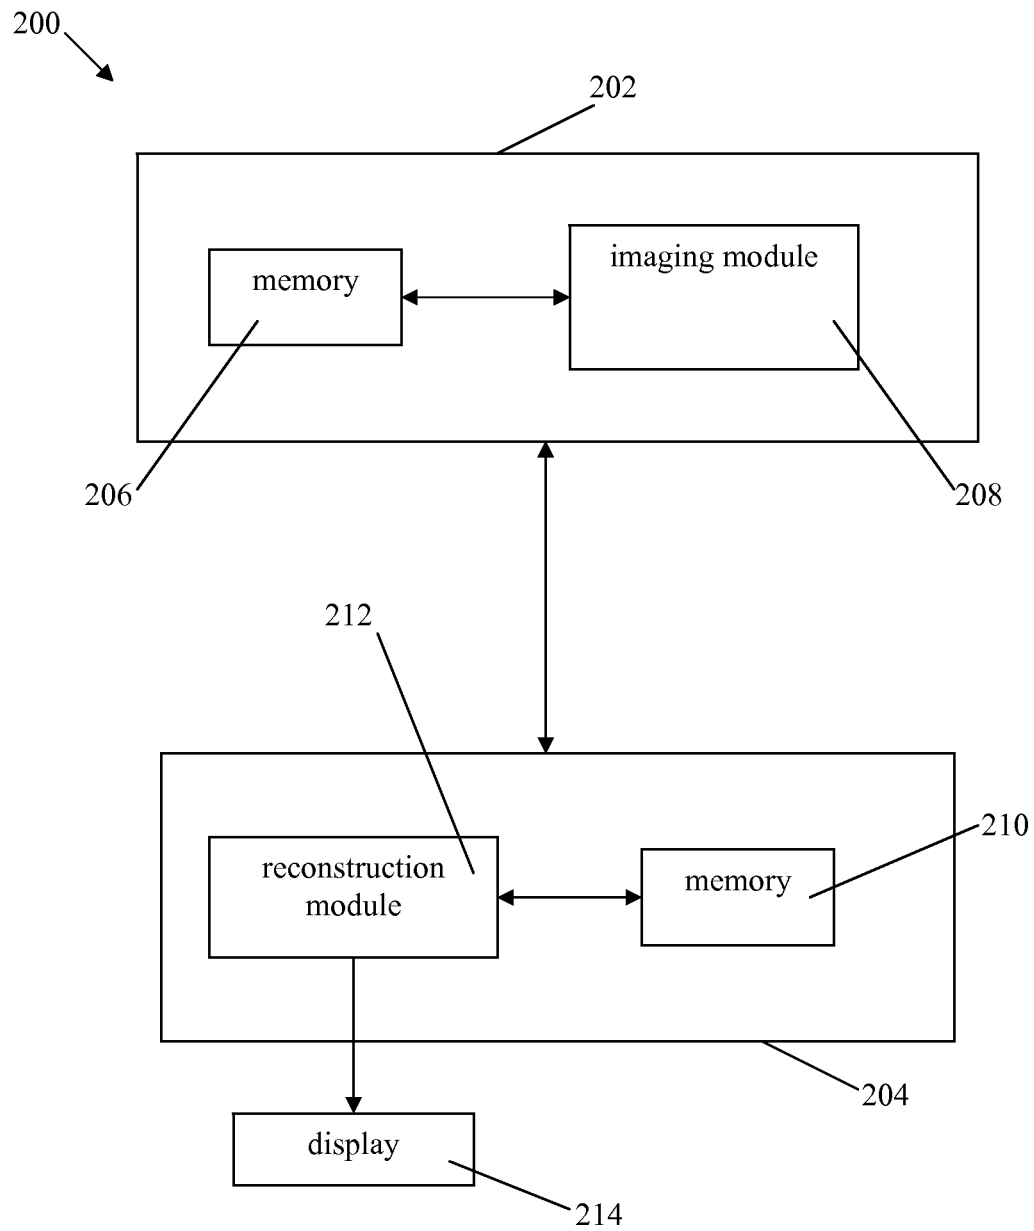 200
202
imaging module
memory
206
208
212
210
reconstruction
module
memory
204
display
214